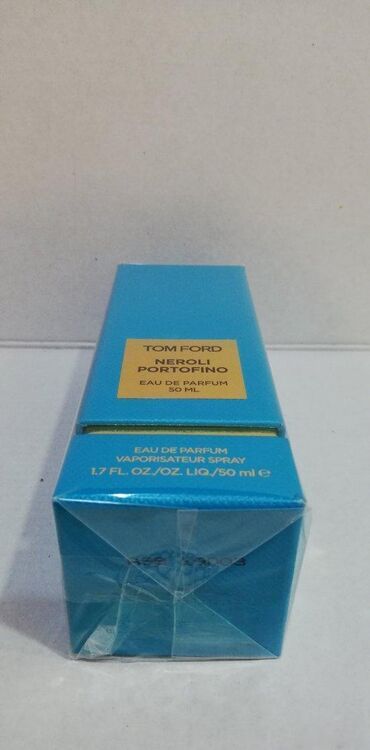 TOM FORD
NEROLI
PORTOFINO
EAU DE PARFUM
50 ML
EAU DE PARFUM
VAPORISATEUR SPRAY
1.7 FL. OZ./OZ. LIQ./50 ml e